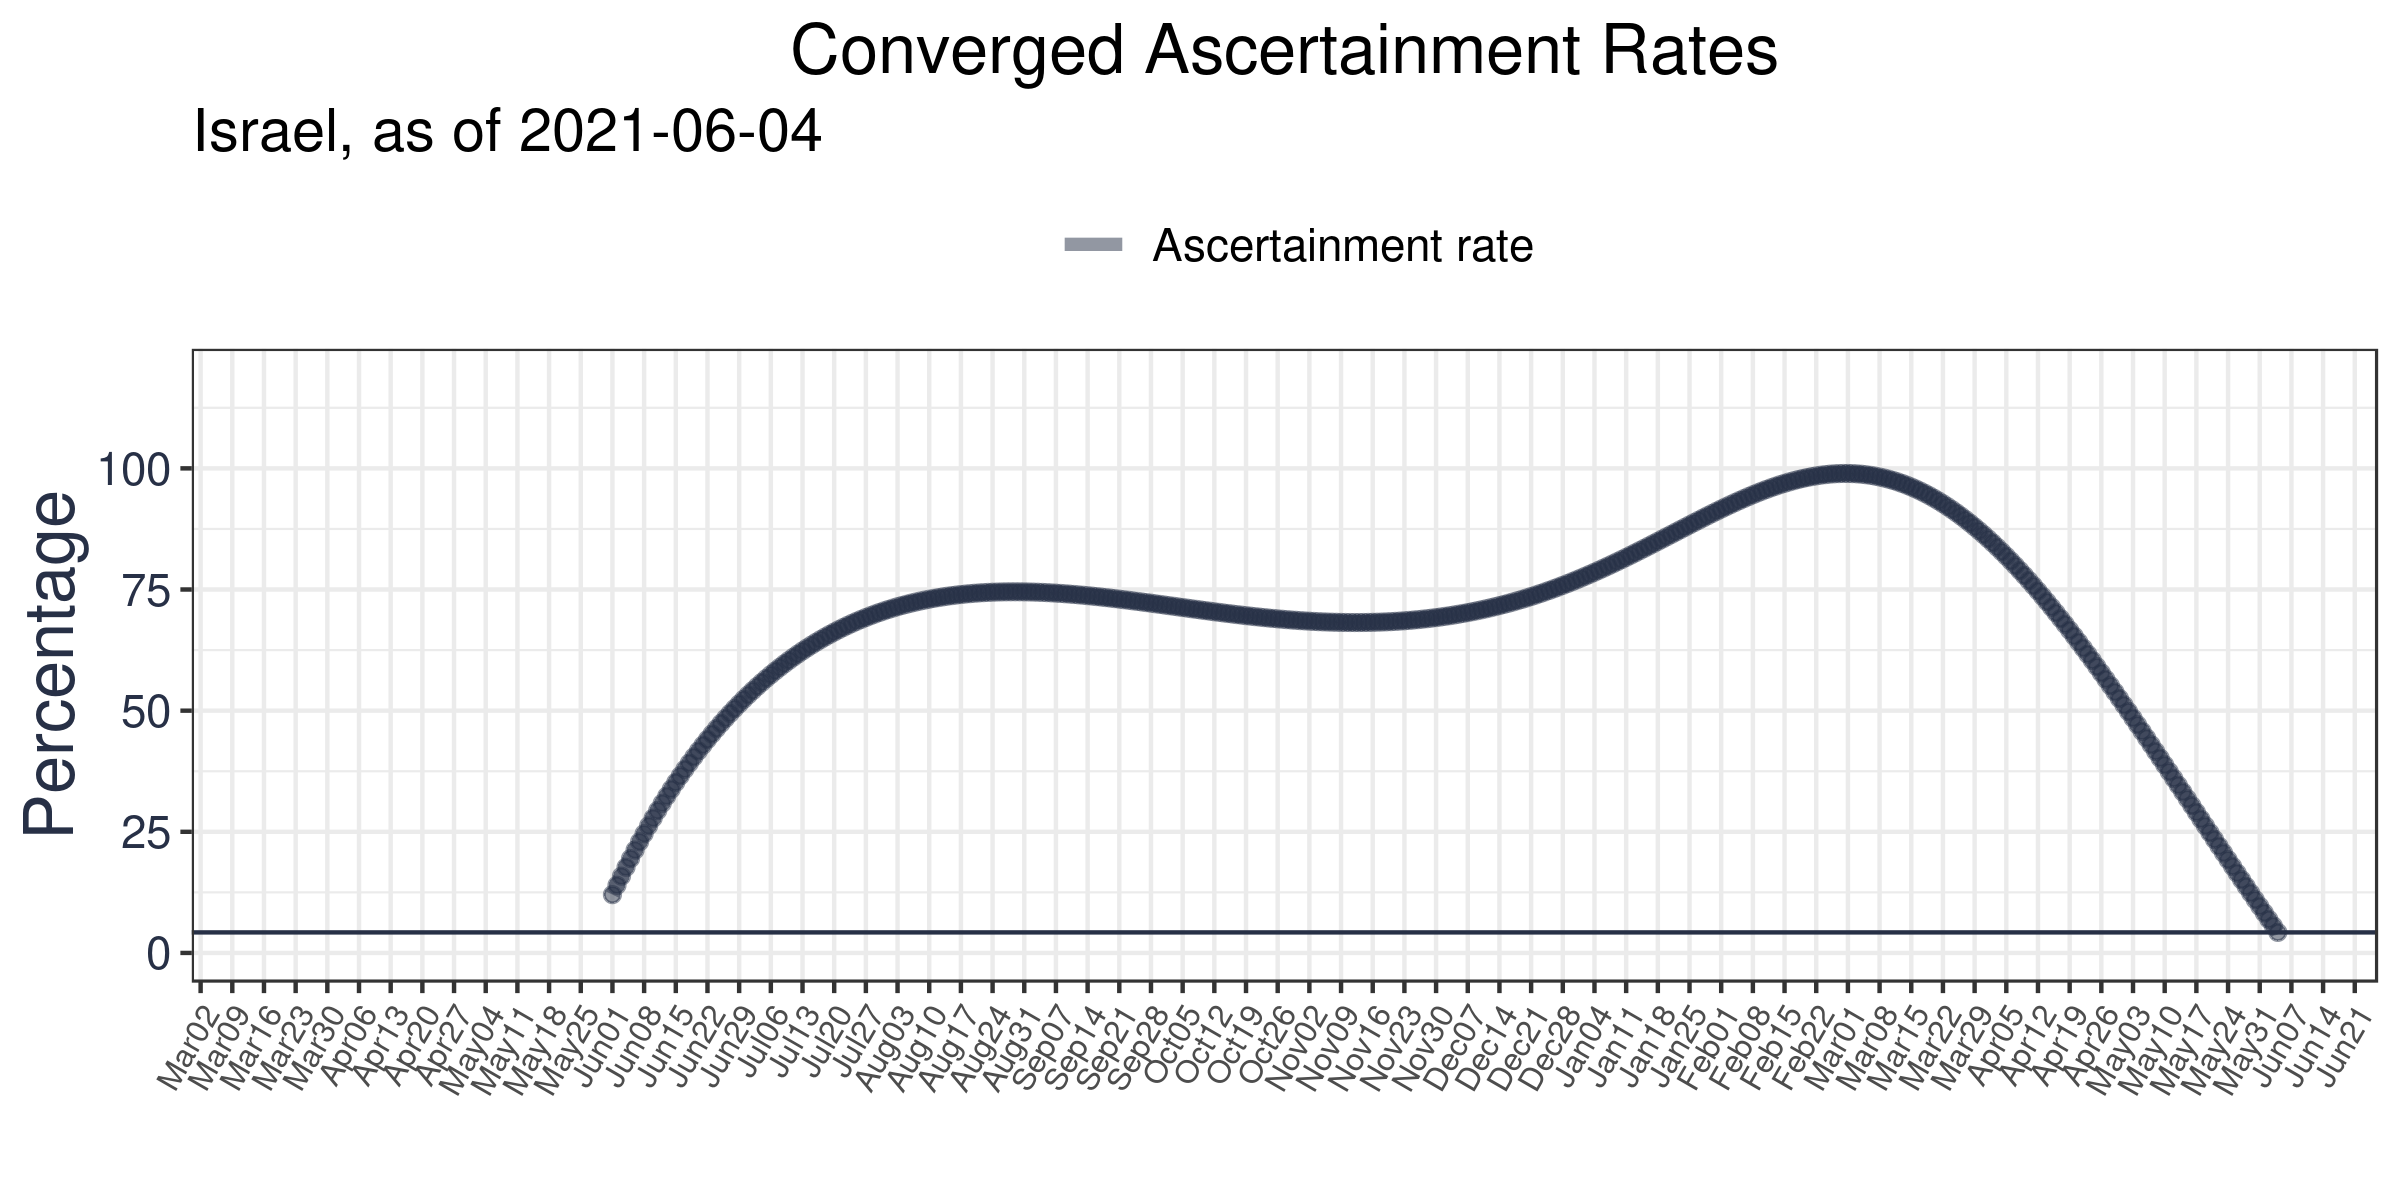 Converged Ascertainment Rates
Israel, as of 2021-06-04
Ascertainment rate
Percentage
100
75
50
25
0
Mar02
Mar09
Mar16
Mar23
Mar30
Apr06
Apr13
Apr20
Apr27
May04
May11
May18
May25
Jun01
Jun08
Jun15
Jun22
Jun29
Jul06
Jul13
Jul20
Jul27
Aug03
Aug10
Aug17
Aug24
Aug31
Sep07
Sep14
Sep21
Sep28
Oct05
Oct12
Oct19
Oct26
Nov02
Nov09
Nov16
Nov23
Nov30
Dec07
Dec14
Dec21
Dec28
Jan04
Jan11
Jan18
Jan25
Feb01
Feb08
Feb15
Feb22
Mar01
Mar08
Mar15
Mar22
Mar29
Apr05
Apr12
Apr19
Apr26
May03
May10
May17
May24
May31
Jun07
Jun14
Jun21